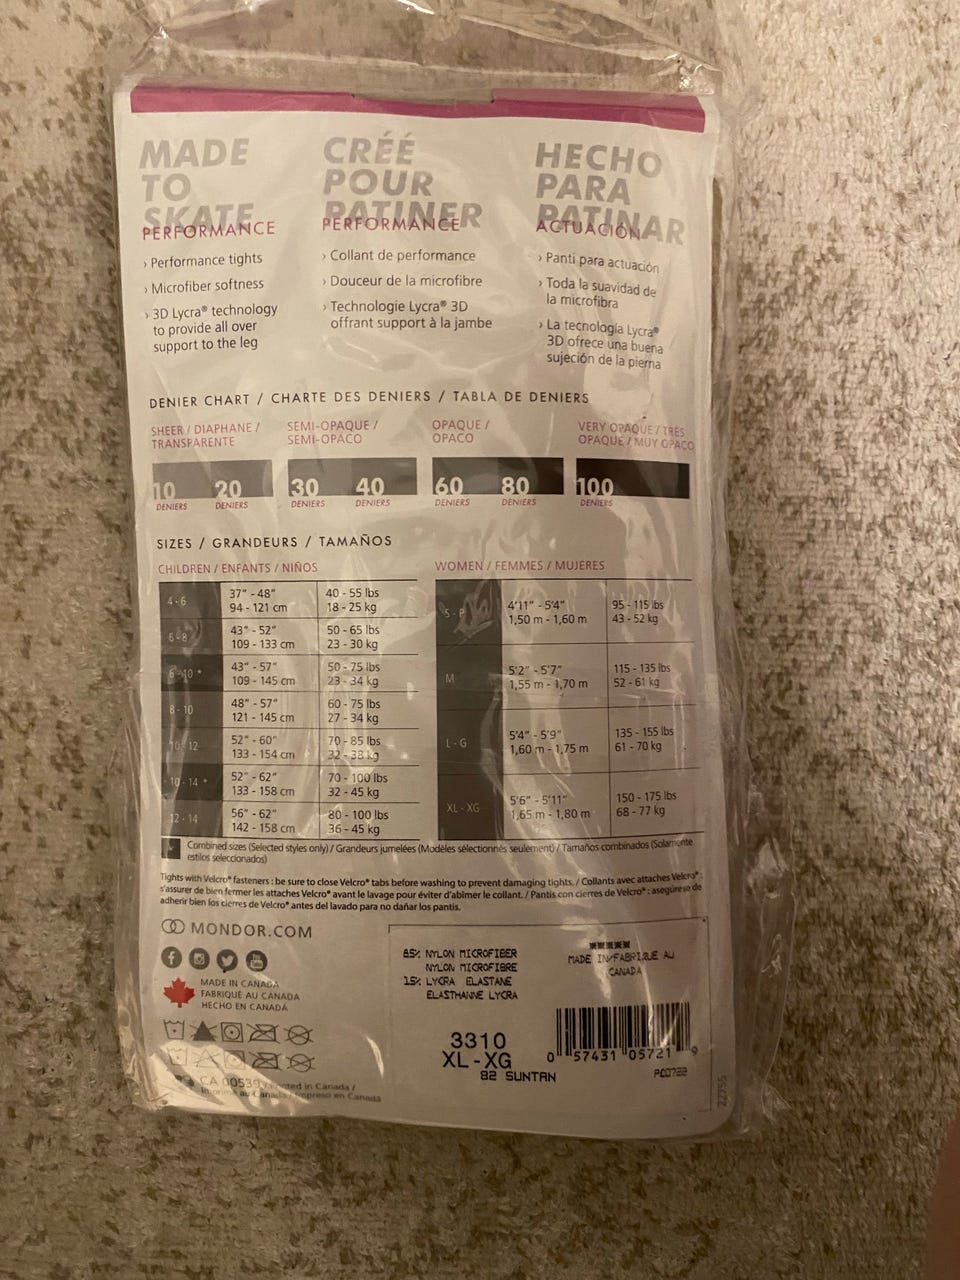 MADE
TO
SKATE
PERFORMANCE
› Performance tights
› Microfiber softness
› 3D Lycra® technology
to provide all over
support to the leg
CRÉÉ
POUR
PATINER
PERFORMANCE
› Collant de performance
› Douceur de la microfibre
› Technologie Lycra® 3D
offrant support à la jambe
HECHO
PARA
PATINAR
ACTUACIÓN
› Panti para actuación
› Toda la suavidad de
la microfibra
› La tecnología Lycra®
3D ofrece una buena
sujeción de la pierna
DENIER CHART / CHARTE DES DENIERS / TABLA DE DENIERS
SHEER / DIAPHANE /
TRANSPARENTE
SEMI-OPAQUE /
SEMI-OPACO
OPAQUE /
OPACO
VERY OPAQUE / TRÈS
OPAQUE / MUY OPACO
10 20 30 40 60 80 100
DENIERS DENIERS DENIERS DENIERS DENIERS DENIERS DENIERS
SIZES / GRANDEURS / TAMAÑOS
CHILDREN / ENFANTS / NIÑOS
4 - 6 37" - 48" 40 - 55 lbs
94 - 121 cm 18 - 25 kg
6 - 8 43" - 52" 50 - 65 lbs
109 - 133 cm 23 - 30 kg
6 - 10 * 43" - 57" 50 - 75 lbs
109 - 145 cm 23 - 34 kg
8 - 10 48" - 57" 60 - 75 lbs
121 - 145 cm 27 - 34 kg
10 - 12 52" - 60" 70 - 85 lbs
133 - 154 cm 32 - 38 kg
10 - 14 * 52" - 62" 70 - 100 lbs
133 - 158 cm 32 - 45 kg
12 - 14 56" - 62" 80 - 100 lbs
142 - 158 cm 36 - 45 kg
WOMEN / FEMMES / MUJERES
S - P 4'11" - 5'4" 95 - 115 lbs
1,50 m - 1,60 m 43 - 52 kg
M 5'2" - 5'7" 115 - 135 lbs
1,55 m - 1,70 m 52 - 61 kg
L - G 5'4" - 5'9" 135 - 155 lbs
1,60 m - 1,75 m 61 - 70 kg
XL - XG 5'6" - 5'11" 150 - 175 lbs
1,65 m - 1,80 m 68 - 77 kg
Combined sizes (Selected styles only) / Grandeurs jumelées (Modèles sélectionnés seulement) / Tamaños combinados (Solamente
estilos seleccionados)
Tights with Velcro® fasteners : be sure to close Velcro® tabs before washing to prevent damaging tights. / Collants avec attaches Velcro® :
s'assurer de bien fermer les attaches Velcro® avant le lavage pour éviter d'abîmer le collant. / Pantis con cierres de Velcro® : asegúrese de
adherir bien los cierres de Velcro® antes del lavado para no dañar los pantis.
MONDOR.COM
MADE IN CANADA
FABRIQUÉ AU CANADA
HECHO EN CANADÁ
CA 00539 Printed in Canada /
Imprimé au Canada / Impreso en Canadá
85% NYLON MICROFIBER
NYLON MICROFIBRE
15% LYCRA ELASTANE
ELASTHANNE LYCRA
MADE IN/FABRIQUE AU
CANADA
3310
XL-XG
82 SUNTAN
0 57431 05721 9
PC0722
22755